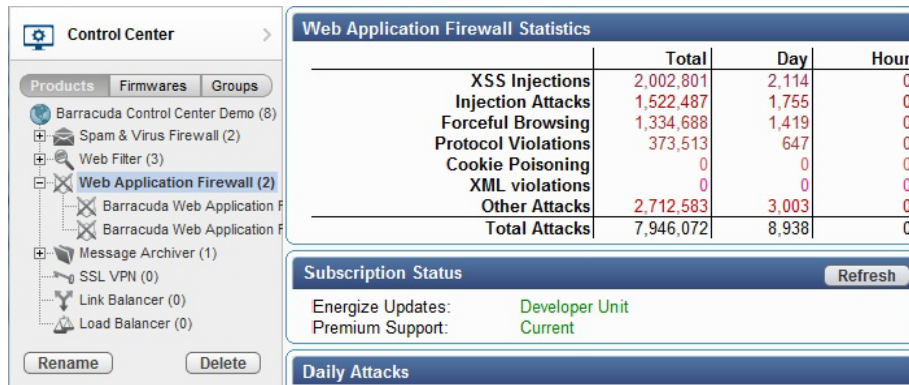 Control Center
Products Firmwares Groups
Barracuda Control Center Demo (8)
Spam & Virus Firewall (2)
Web Filter (3)
Web Application Firewall (2)
Barracuda Web Application F
Barracuda Web Application F
Message Archiver (1)
SSL VPN (0)
Link Balancer (0)
Load Balancer (0)
Rename Delete
Web Application Firewall Statistics
Total Day Hour
XSS Injections 2,002,801 2,114 0
Injection Attacks 1,522,487 1,755 0
Forceful Browsing 1,334,688 1,419 0
Protocol Violations 373,513 647 0
Cookie Poisoning 0 0 0
XML violations 0 0 0
Other Attacks 2,712,583 3,003 0
Total Attacks 7,946,072 8,938 0
Subscription Status Refresh
Energize Updates: Developer Unit
Premium Support: Current
Daily Attacks